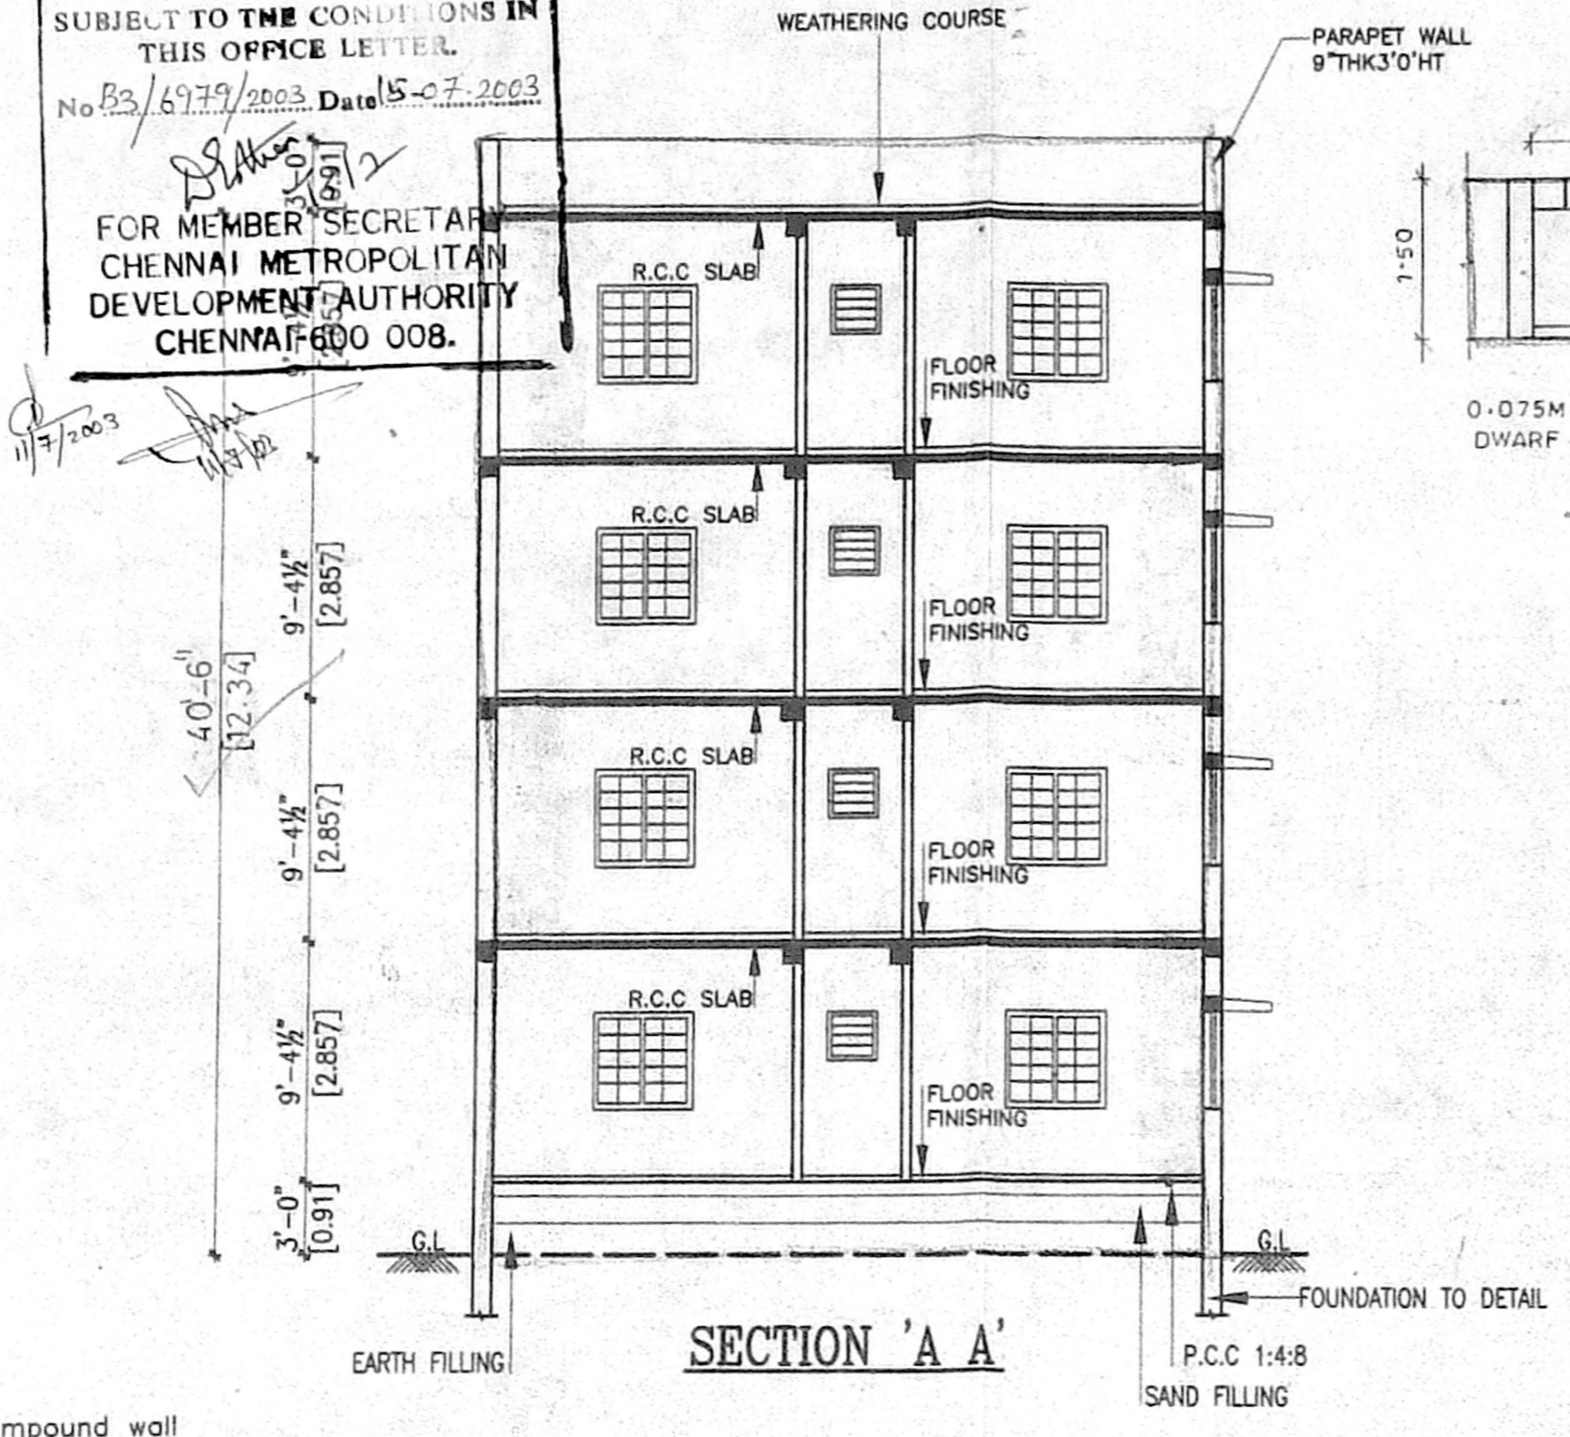 SUBJECT TO THE CONDITIONS IN
THIS OFFICE LETTER.
No B3/6979/2003 Date 15-07-2003
FOR MEMBER SECRETARY
CHENNAI METROPOLITAN
DEVELOPMENT AUTHORITY
CHENNAI-600 008.
11/7/2003
WEATHERING COURSE
PARAPET WALL
9"THK3'0'HT
3'-0"
[0.91]
R.C.C SLAB
FLOOR
FINISHING
1·50
0·075M
DWARF
R.C.C SLAB
9'-4½"
[2.857]
FLOOR
FINISHING
40'-6"
[12.34]
R.C.C SLAB
9'-4½"
[2.857]
FLOOR
FINISHING
R.C.C SLAB
9'-4½"
[2.857]
FLOOR
FINISHING
3'-0"
[0.91]
G.L
G.L
FOUNDATION TO DETAIL
EARTH FILLING
SECTION 'A A'
P.C.C 1:4:8
SAND FILLING
mpound wall